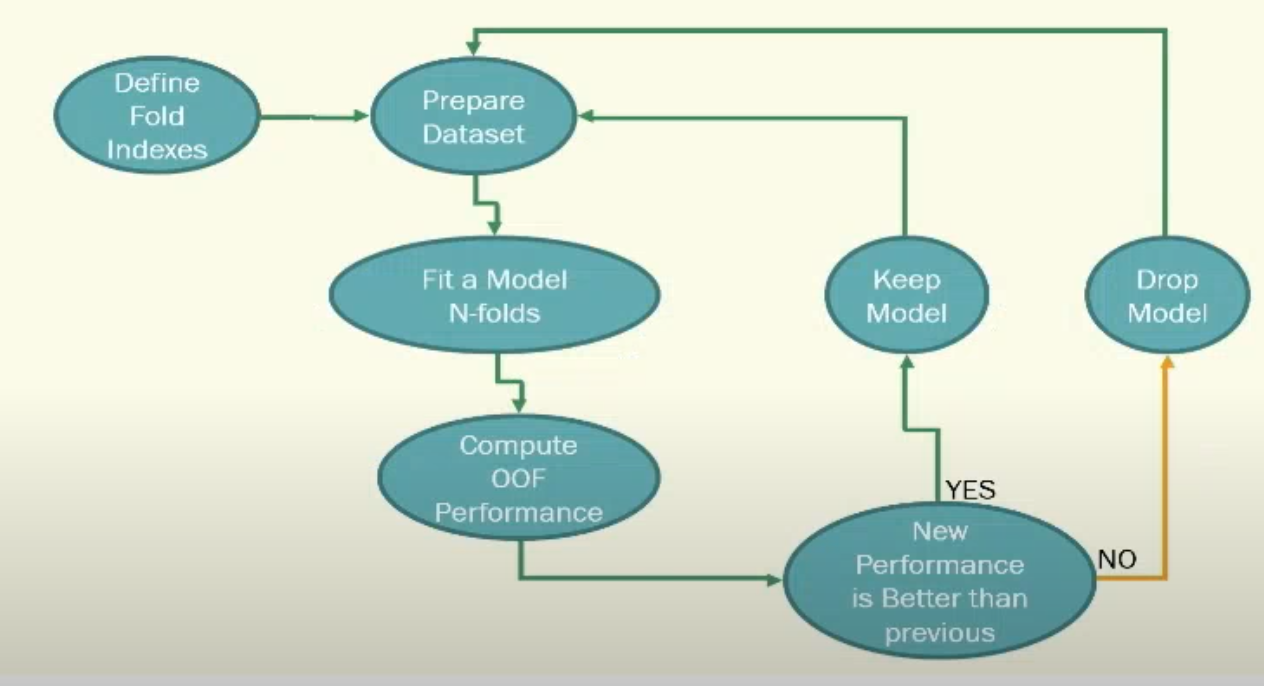 Define
Fold
Indexes
Prepare
Dataset
Fit a Model
N-folds
Keep
Model
Drop
Model
Compute
OOF
Performance
YES
New
Performance
is Better than
previous
NO